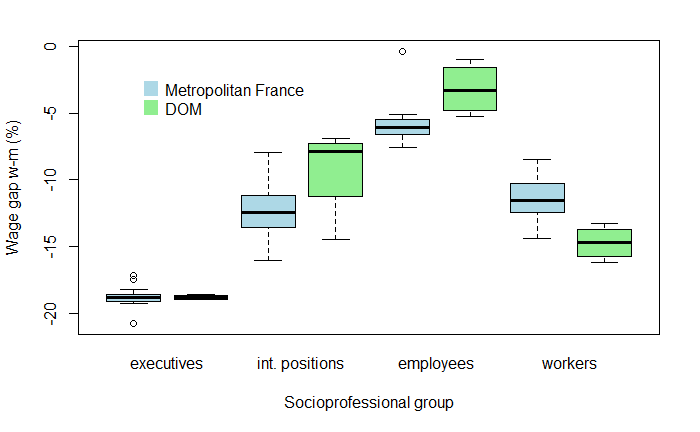 Wage gap w-m (%)
0
-5
-10
-15
-20
Metropolitan France
DOM
executives int. positions employees workers
Socioprofessional group